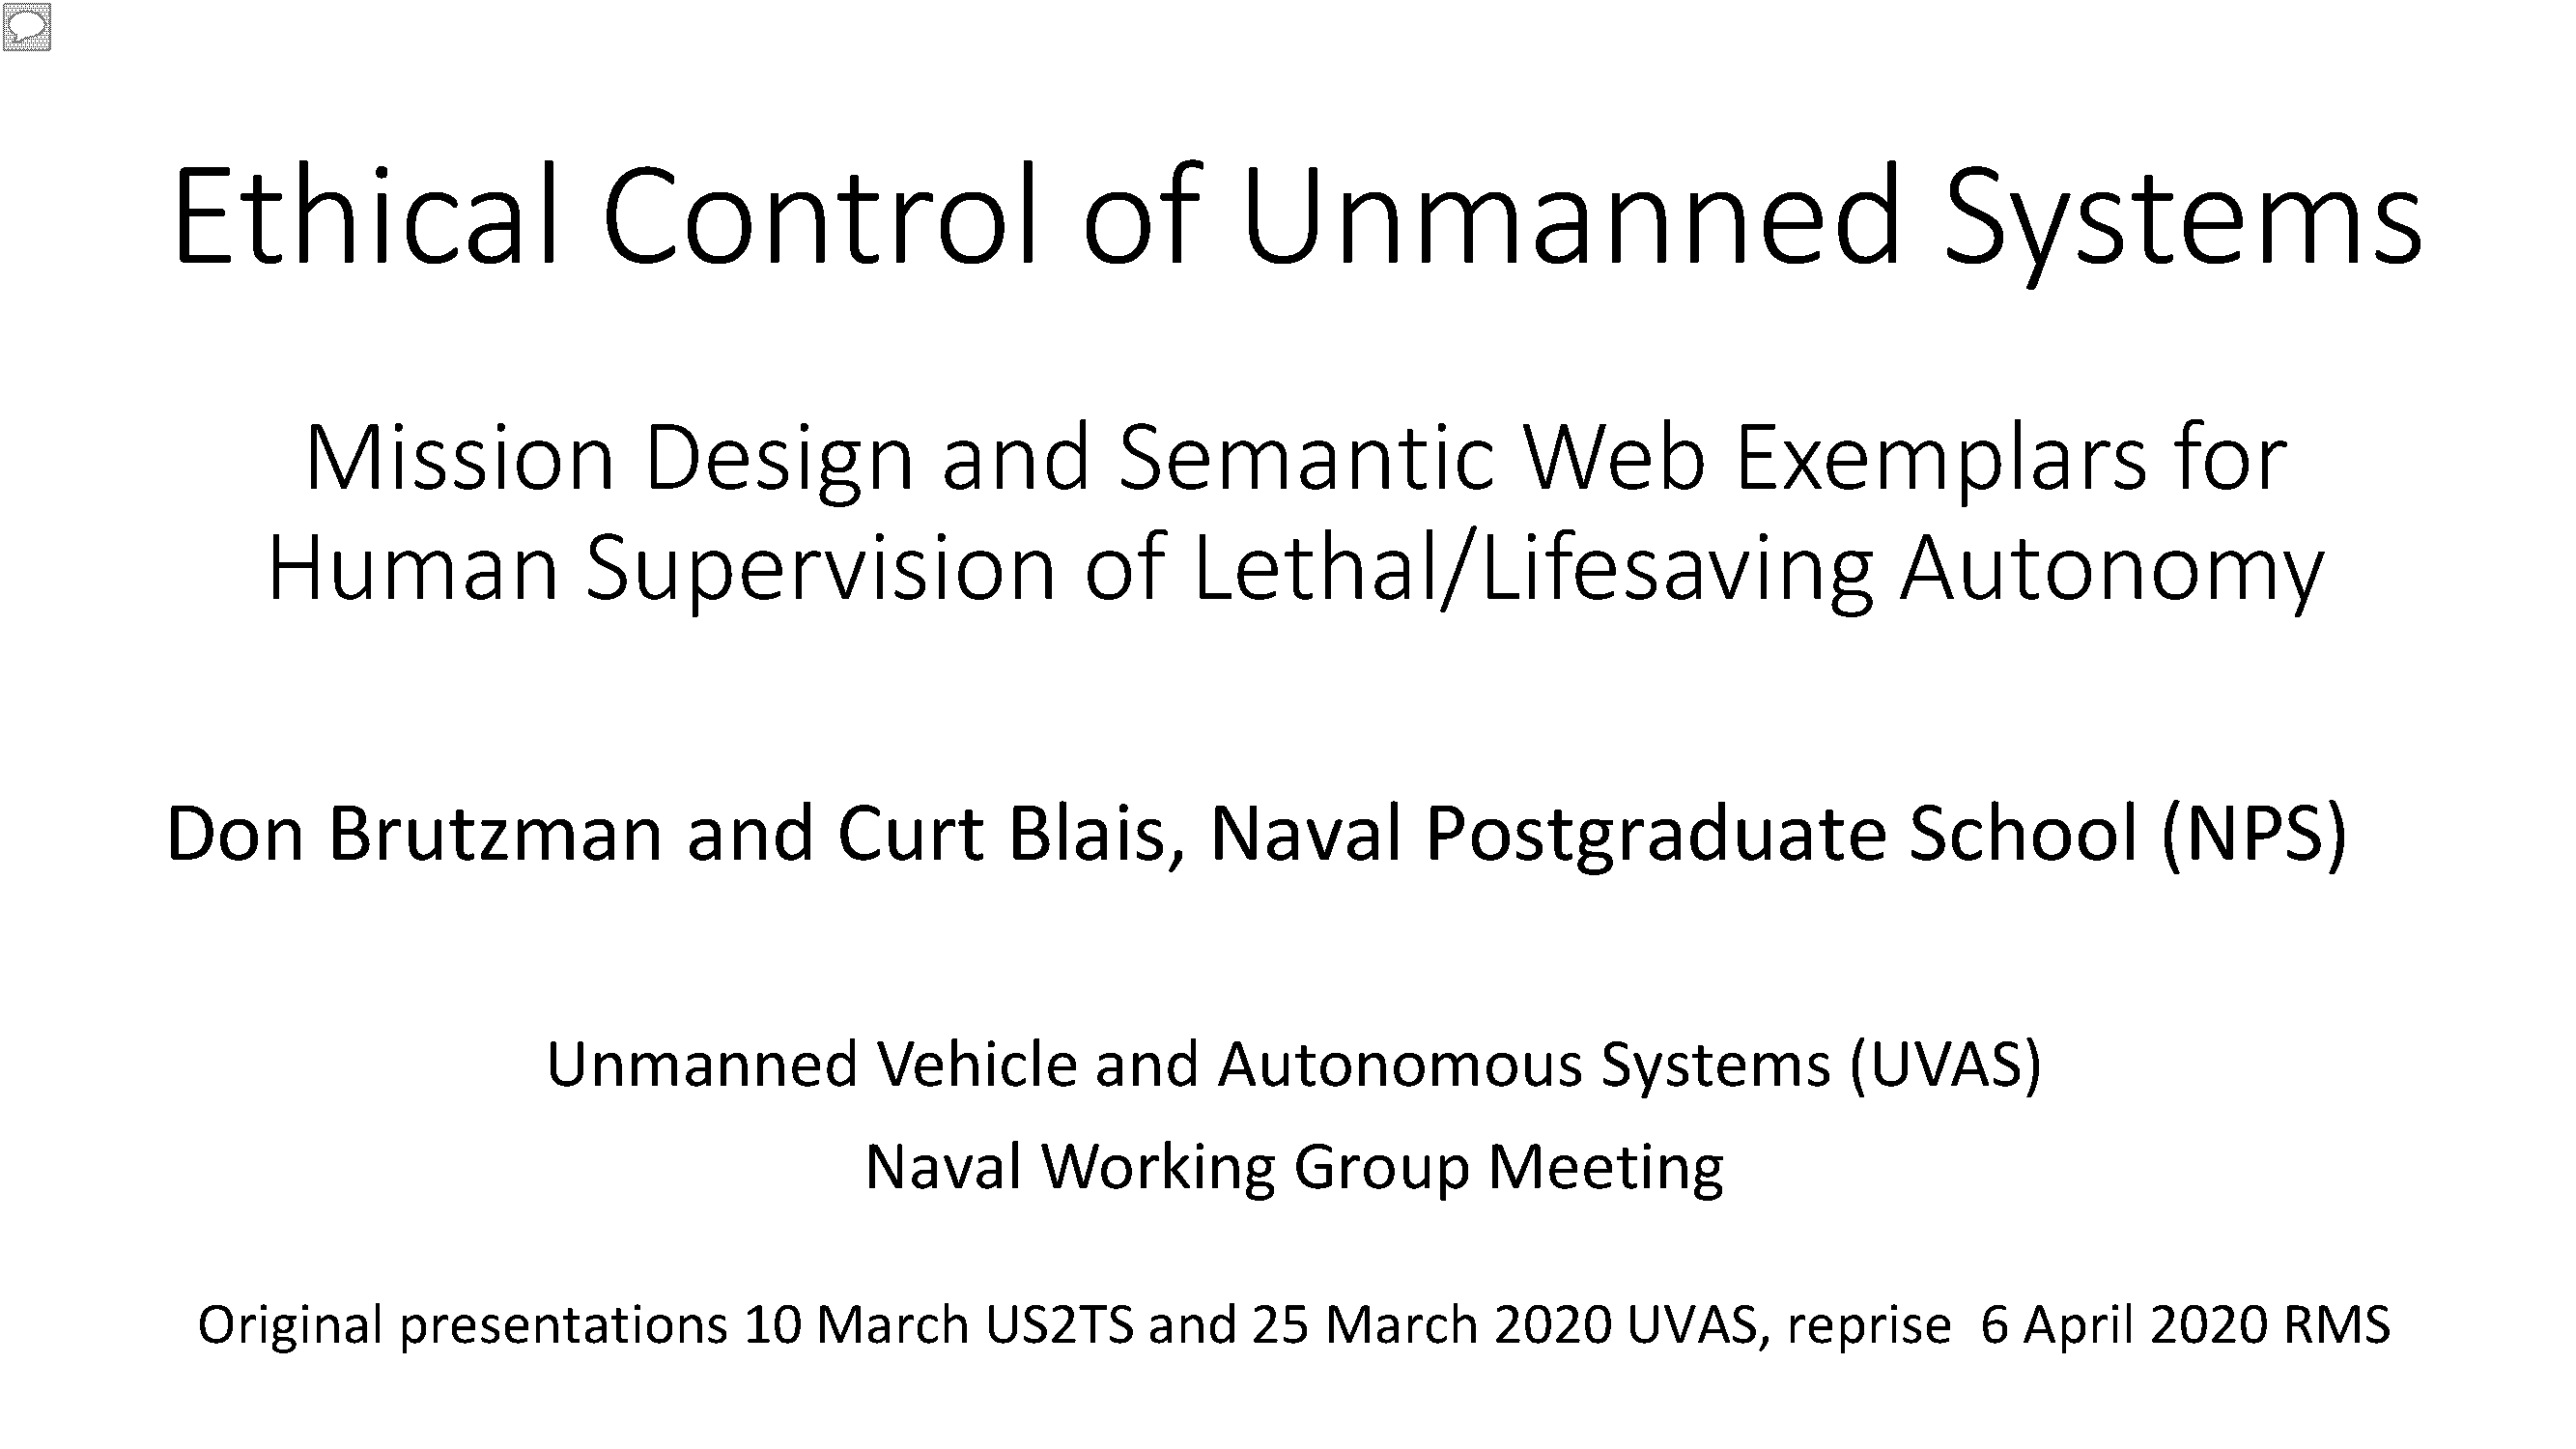 Ethical Control of Unmanned Systems
Mission Design and Semantic Web Exemplars for
Human Supervision of Lethal/Lifesaving Autonomy
Don Brutzman and Curt Blais, Naval Postgraduate School (NPS)
Unmanned Vehicle and Autonomous Systems (UVAS)
Naval Working Group Meeting
Original presentations 10 March US2TS and 25 March 2020 UVAS, reprise 6 April 2020 RMS